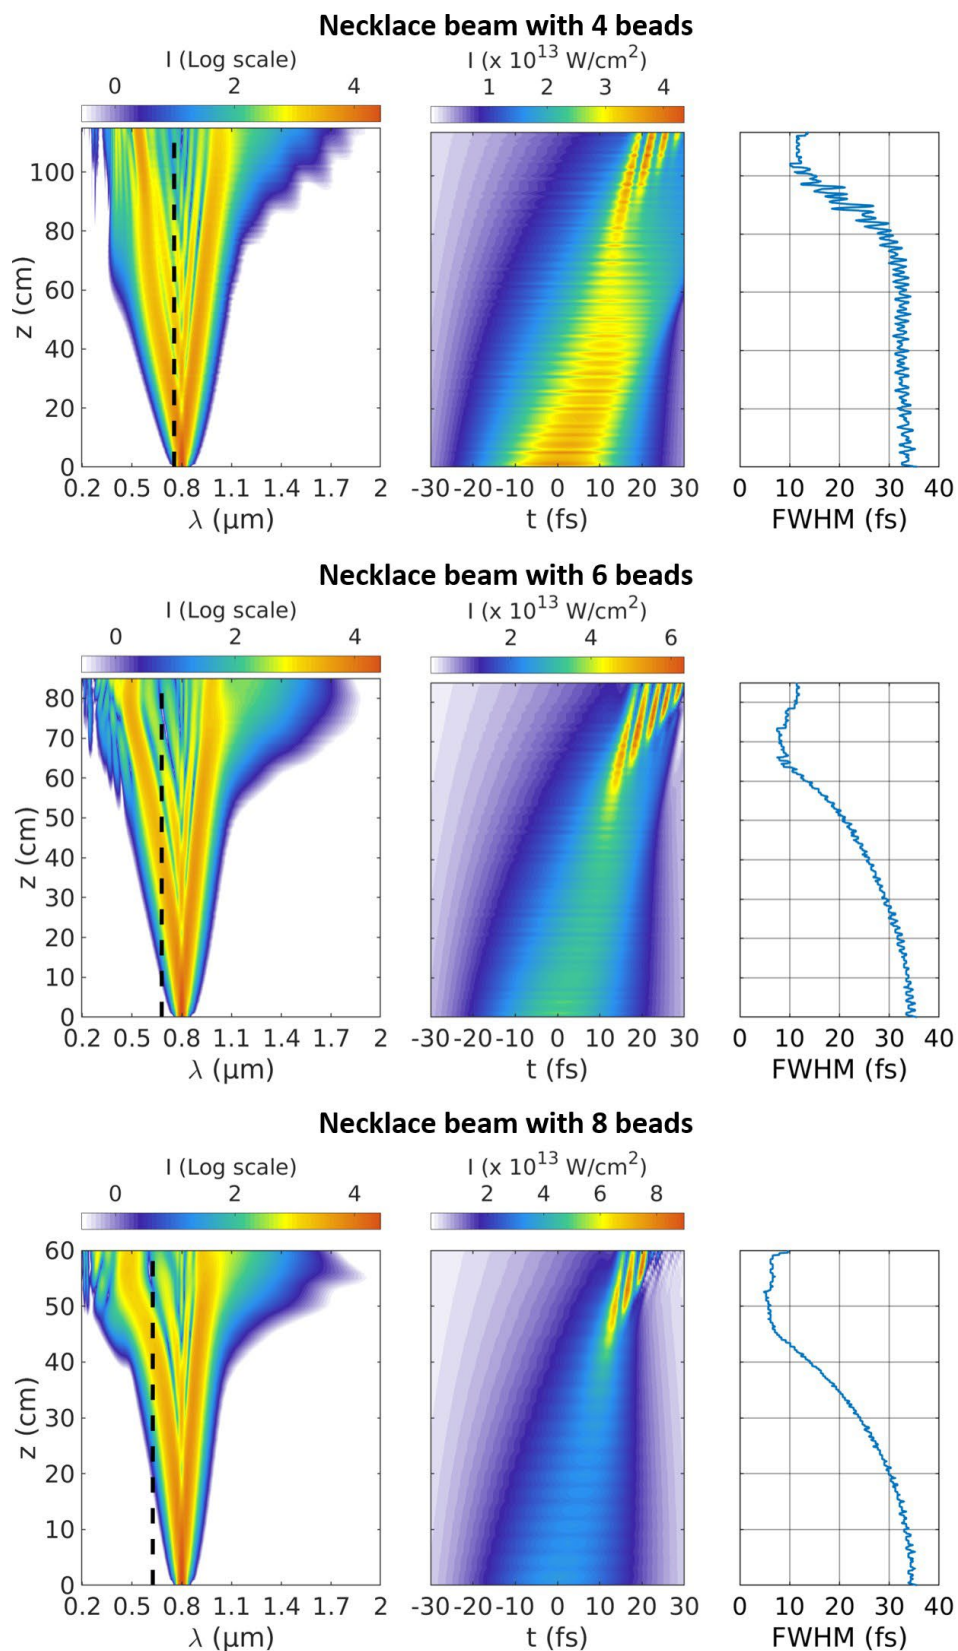 Necklace beam with 4 beads
I (Log scale)
I (x 10^13 W/cm^2)
0 2 4
1 2 3 4
z (cm)
100
80
60
40
20
0
0.2 0.5 0.8 1.1 1.4 1.7 2
-30 -20 -10 0 10 20 30
0 10 20 30 40
λ (μm)
t (fs)
FWHM (fs)
Necklace beam with 6 beads
I (Log scale)
I (x 10^13 W/cm^2)
0 2 4
2 4 6
z (cm)
80
70
60
50
40
30
20
10
0
0.2 0.5 0.8 1.1 1.4 1.7 2
-30 -20 -10 0 10 20 30
0 10 20 30 40
λ (μm)
t (fs)
FWHM (fs)
Necklace beam with 8 beads
I (Log scale)
I (x 10^13 W/cm^2)
0 2 4
2 4 6 8
z (cm)
60
50
40
30
20
10
0
0.2 0.5 0.8 1.1 1.4 1.7 2
-30 -20 -10 0 10 20 30
0 10 20 30 40
λ (μm)
t (fs)
FWHM (fs)